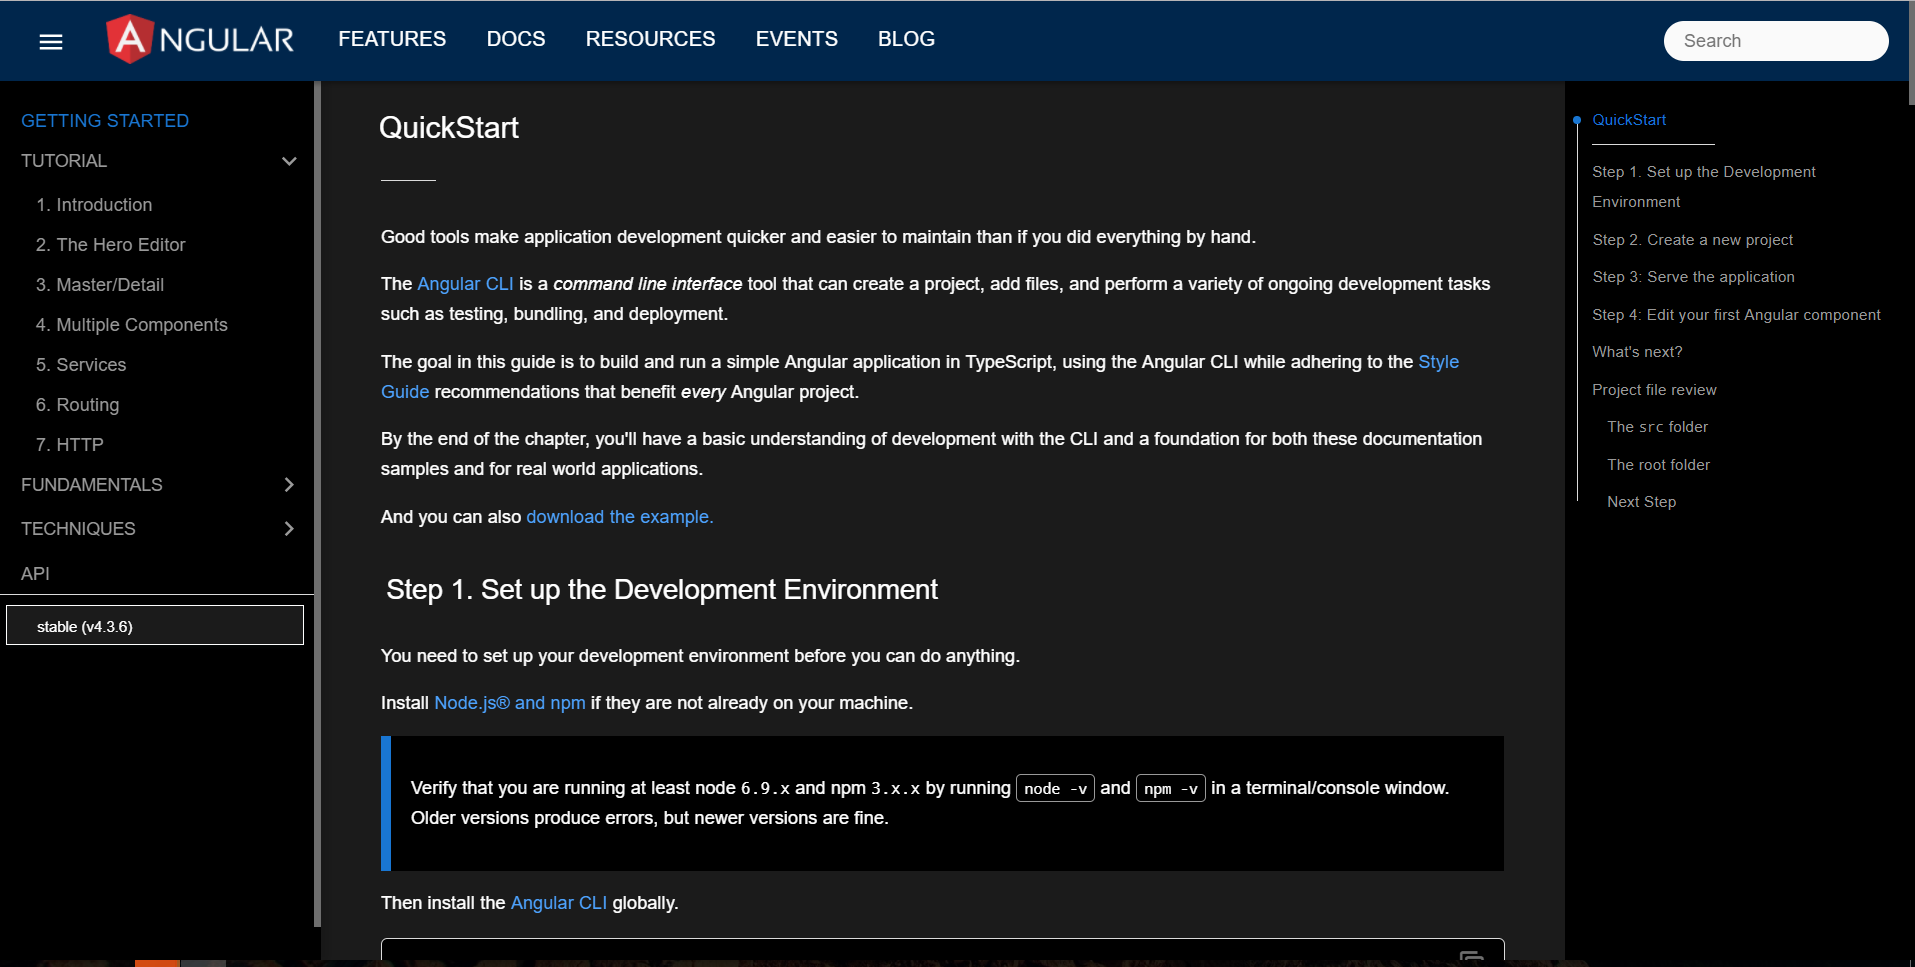 ANGULAR FEATURES DOCS RESOURCES EVENTS BLOG Search
GETTING STARTED
TUTORIAL
1. Introduction
2. The Hero Editor
3. Master/Detail
4. Multiple Components
5. Services
6. Routing
7. HTTP
FUNDAMENTALS
TECHNIQUES
API
stable (v4.3.6)
QuickStart
Good tools make application development quicker and easier to maintain than if you did everything by hand.
The Angular CLI is a command line interface tool that can create a project, add files, and perform a variety of ongoing development tasks
such as testing, bundling, and deployment.
The goal in this guide is to build and run a simple Angular application in TypeScript, using the Angular CLI while adhering to the Style
Guide recommendations that benefit every Angular project.
By the end of the chapter, you'll have a basic understanding of development with the CLI and a foundation for both these documentation
samples and for real world applications.
And you can also download the example.
Step 1. Set up the Development Environment
You need to set up your development environment before you can do anything.
Install Node.js® and npm if they are not already on your machine.
Verify that you are running at least node 6.9.x and npm 3.x.x by running node -v and npm -v in a terminal/console window.
Older versions produce errors, but newer versions are fine.
Then install the Angular CLI globally.
QuickStart
Step 1. Set up the Development
Environment
Step 2. Create a new project
Step 3: Serve the application
Step 4: Edit your first Angular component
What's next?
Project file review
The src folder
The root folder
Next Step